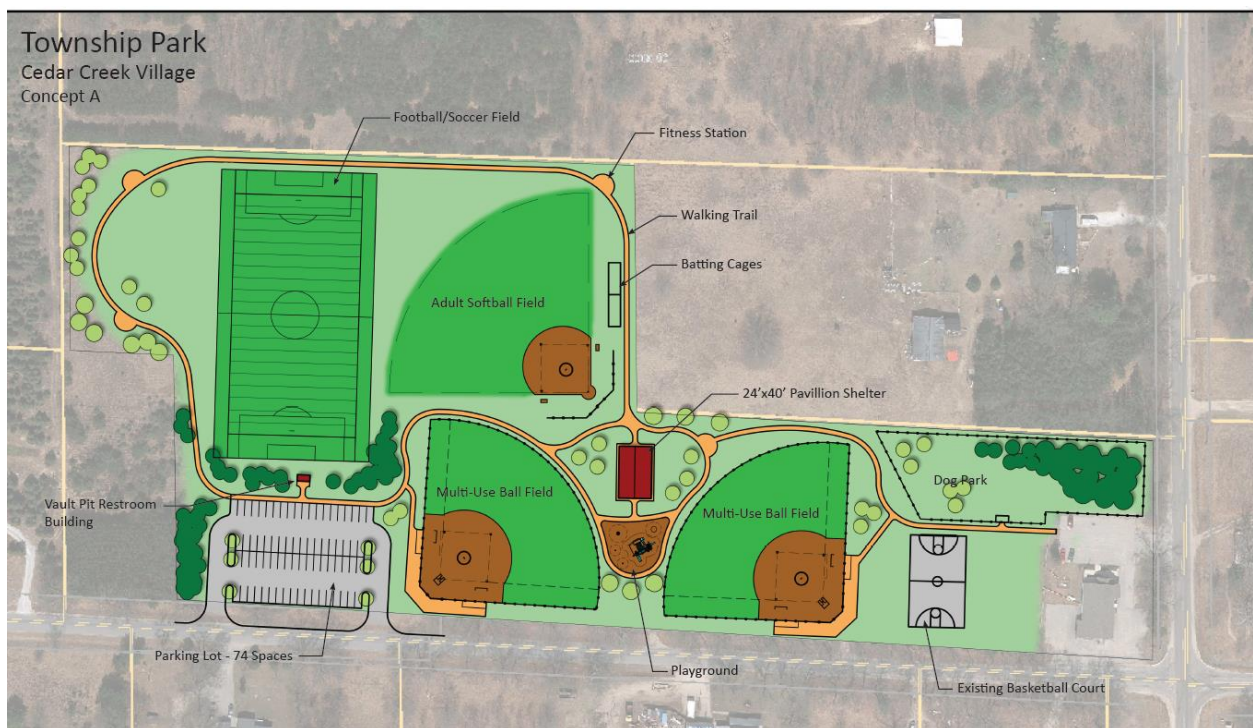 Township Park
Cedar Creek Village
Concept A
Football/Soccer Field
Fitness Station
Walking Trail
Batting Cages
Adult Softball Field
24'x40' Pavillion Shelter
Dog Park
Multi-Use Ball Field
Multi-Use Ball Field
Vault Pit Restroom
Building
Parking Lot - 74 Spaces
Playground
Existing Basketball Court